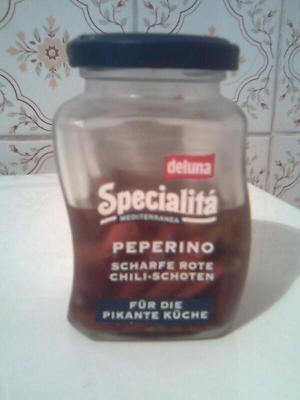 deluna
Specialitá
MEDITERRANEA
PEPERINO
SCHARFE ROTE
CHILI-SCHOTEN
FÜR DIE
PIKANTE KÜCHE